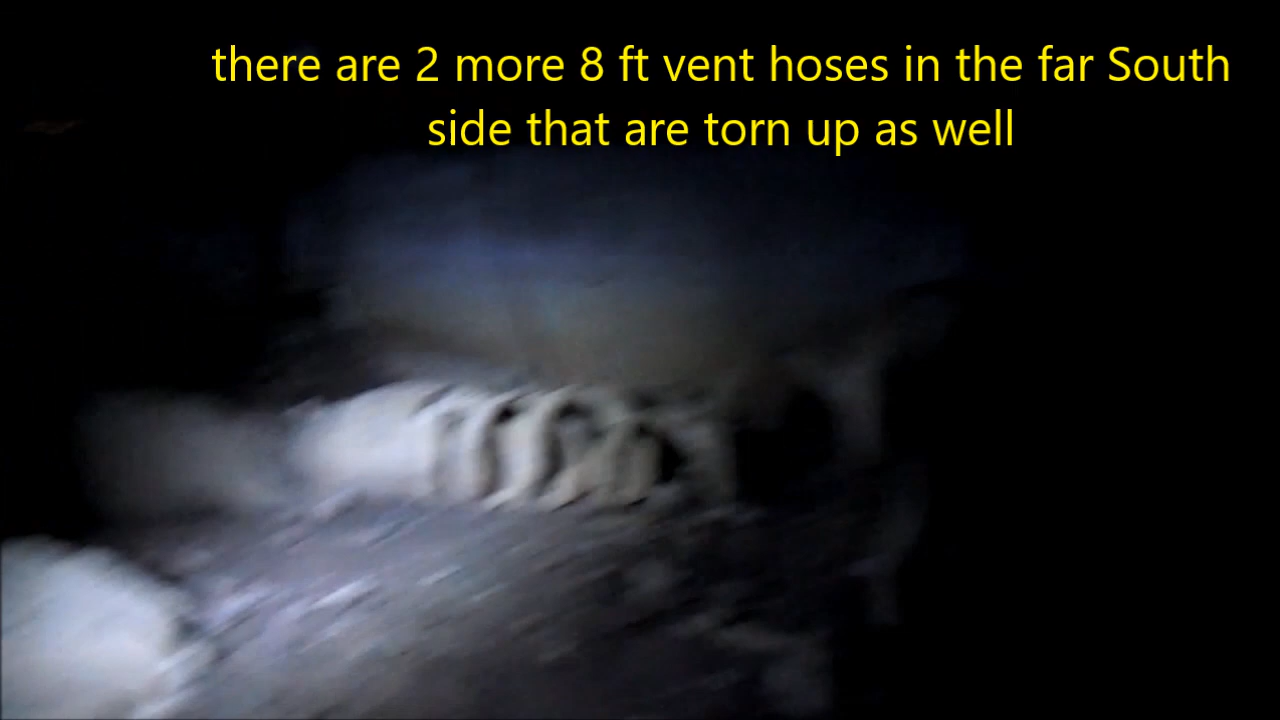 there are 2 more 8 ft vent hoses in the far South
side that are torn up as well